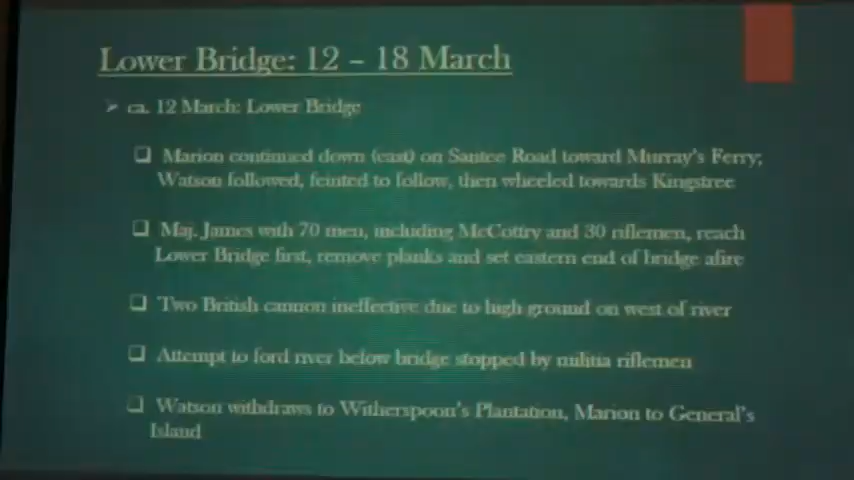 Lower Bridge: 12 – 18 March
ca. 12 March: Lower Bridge
Marion continued down (east) on Santee Road toward Murray's Ferry;
Watson followed, feinted to follow, then wheeled towards Kingstree
Maj. James with 70 men, including McCottry and 30 riflemen, reach
Lower Bridge first, remove planks and set eastern end of bridge afire
Two British cannon ineffective due to high ground on west of river
Attempt to ford river below bridge stopped by militia riflemen
Watson withdraws to Witherspoon's Plantation, Marion to General's
Island